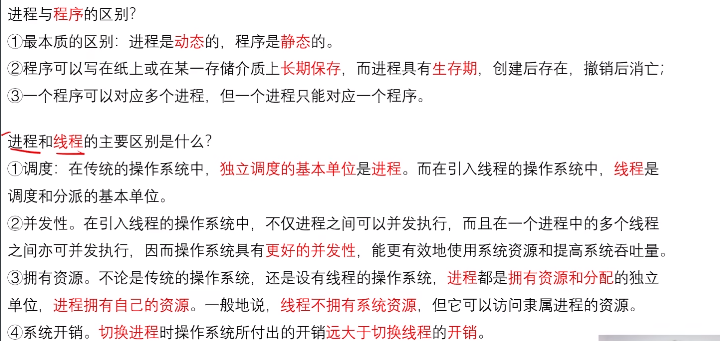 进程与程序的区别?
①最本质的区别：进程是动态的，程序是静态的。
②程序可以写在纸上或在某一存储介质上长期保存，而进程具有生存期，创建后存在，撤销后消亡；
③一个程序可以对应多个进程，但一个进程只能对应一个程序。
进程和线程的主要区别是什么?
①调度：在传统的操作系统中，独立调度的基本单位是进程。而在引入线程的操作系统中，线程是
调度和分派的基本单位。
②并发性。在引入线程的操作系统中，不仅进程之间可以并发执行，而且在一个进程中的多个线程
之间亦可并发执行，因而操作系统具有更好的并发性，能更有效地使用系统资源和提高系统吞吐量。
③拥有资源。不论是传统的操作系统，还是设有线程的操作系统，进程都是拥有资源和分配的独立
单位，进程拥有自己的资源。一般地说，线程不拥有系统资源，但它可以访问隶属进程的资源。
④系统开销。切换进程时操作系统所付出的开销远大于切换线程的开销。